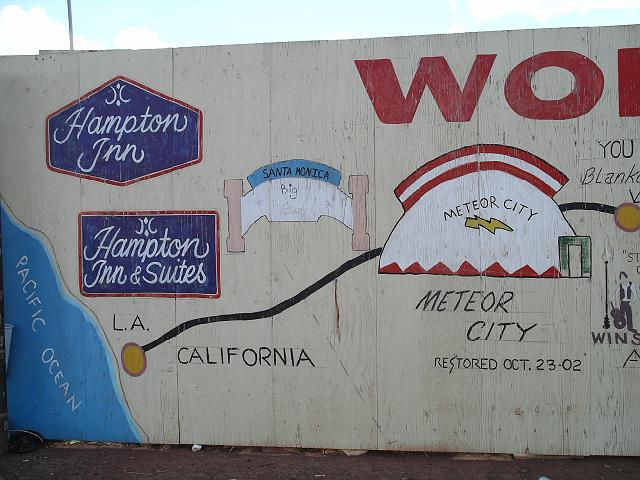 WO
Hampton
Inn
SANTA MONICA
Big
YOU
Blank
METEOR CITY
Hampton
Inn & Suites
PACIFIC OCEAN
L.A.
CALIFORNIA
METEOR
CITY
RESTORED OCT. 23-02
"ST
WINS